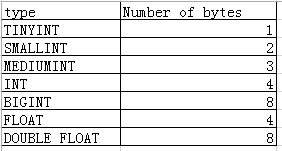 type Number of bytes
TINYINT 1
SMALLINT 2
MEDIUMINT 3
INT 4
BIGINT 8
FLOAT 4
DOUBLE FLOAT 8